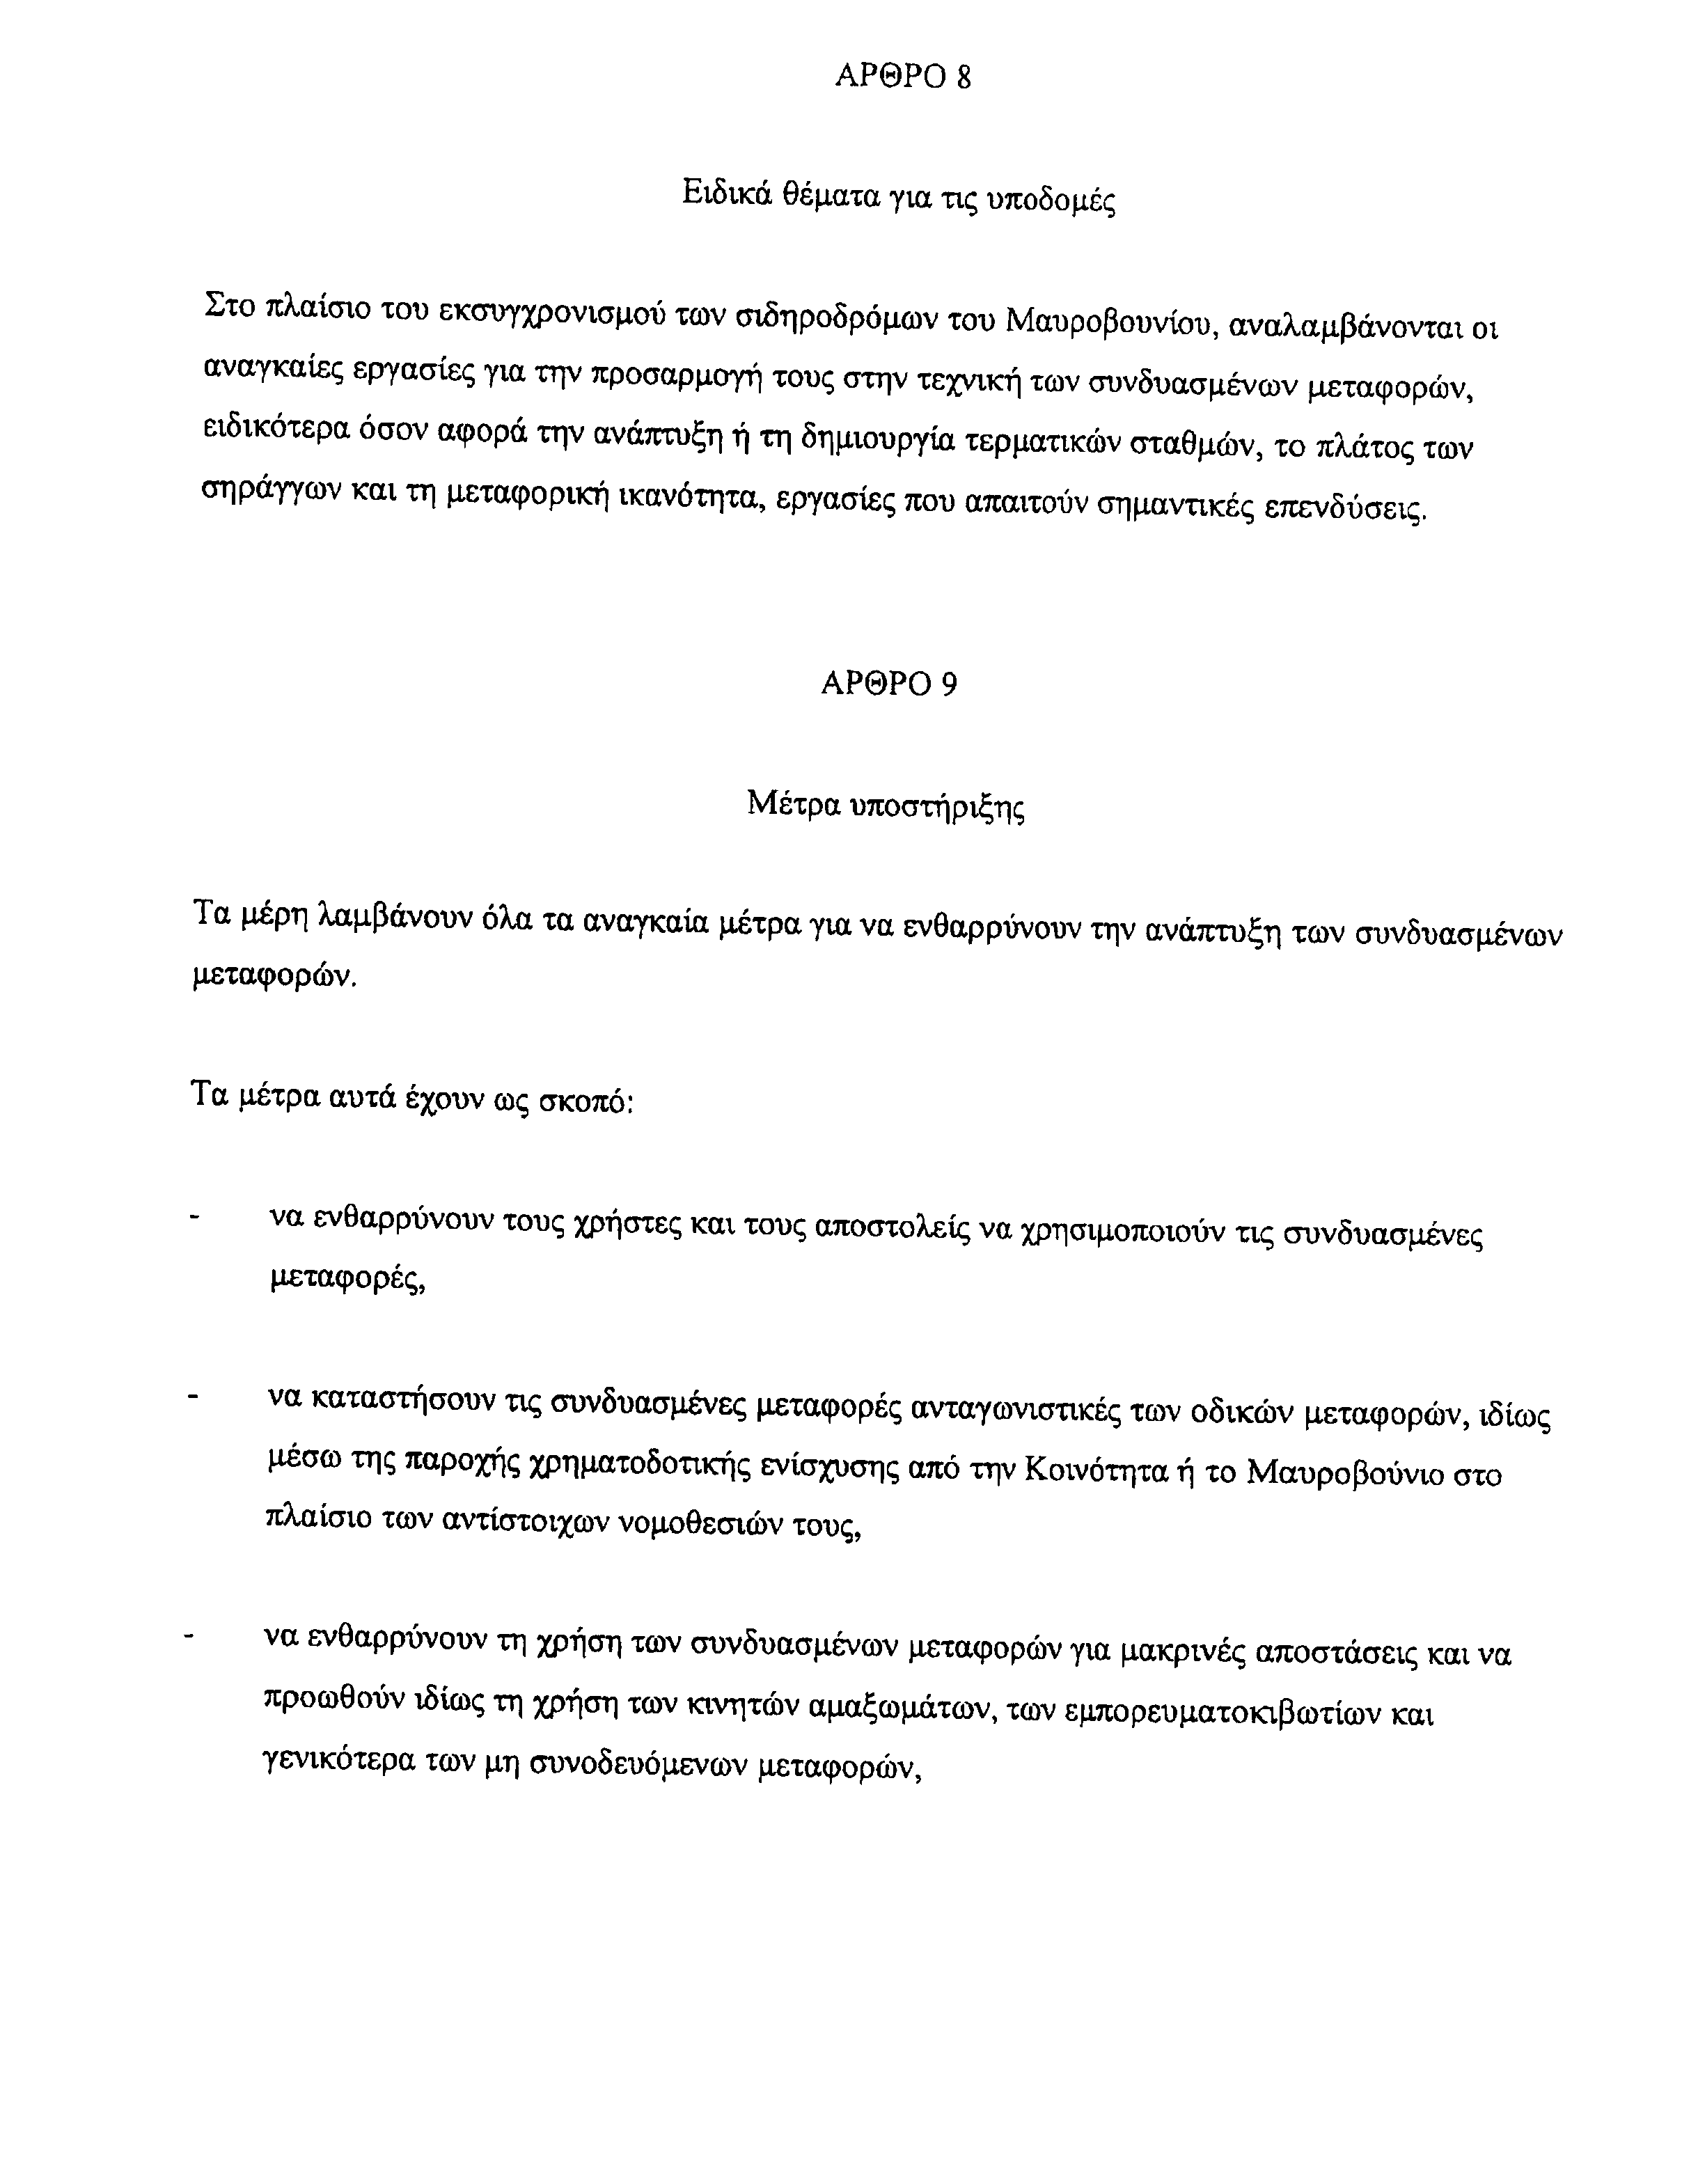 ΑΡΘΡΟ 8
Ειδικά θέματα για τις υποδομές
Στο πλαίσιο του εκσυγχρονισμού των σιδηροδρόμων του Μαυροβουνίου, αναλαμβάνονται οι
αναγκαίες εργασίες για την προσαρμογή τους στην τεχνική των συνδυασμένων μεταφορών,
ειδικότερα όσον αφορά την ανάπτυξη ή τη δημιουργία τερματικών σταθμών, το πλάτος των
σηράγγων και τη μεταφορική ικανότητα, εργασίες που απαιτούν σημαντικές επενδύσεις.
ΑΡΘΡΟ 9
Μέτρα υποστήριξης
Τα μέρη λαμβάνουν όλα τα αναγκαία μέτρα για να ενθαρρύνουν την ανάπτυξη των συνδυασμένων
μεταφορών.
Τα μέτρα αυτά έχουν ως σκοπό:
- να ενθαρρύνουν τους χρήστες και τους αποστολείς να χρησιμοποιούν τις συνδυασμένες
μεταφορές,
- να καταστήσουν τις συνδυασμένες μεταφορές ανταγωνιστικές των οδικών μεταφορών, ιδίως
μέσω της παροχής χρηματοδοτικής ενίσχυσης από την Κοινότητα ή το Μαυροβούνιο στο
πλαίσιο των αντίστοιχων νομοθεσιών τους,
- να ενθαρρύνουν τη χρήση των συνδυασμένων μεταφορών για μακρινές αποστάσεις και να
προωθούν ιδίως τη χρήση των κινητών αμαξωμάτων, των εμπορευματοκιβωτίων και
γενικότερα των μη συνοδευόμενων μεταφορών,